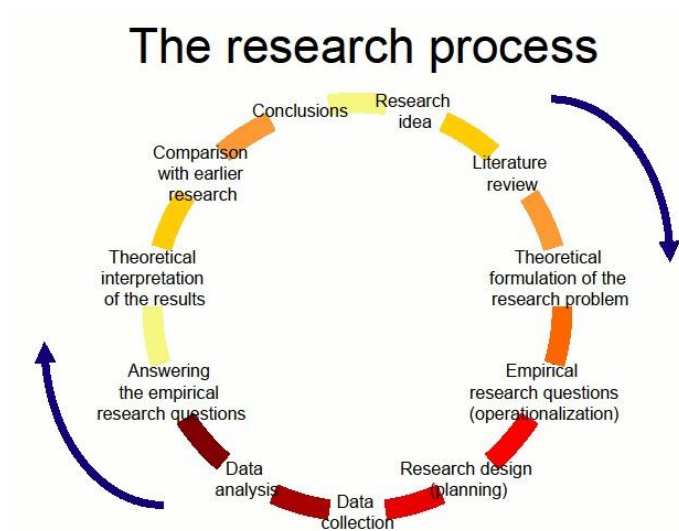 The research process
Research
idea
Literature
review
Theoretical
formulation of the
research problem
Empirical
research questions
(operationalization)
Research design
(planning)
Data
collection
Data
analysis
Answering
the empirical
research questions
Theoretical
interpretation
of the results
Comparison
with earlier
research
Conclusions